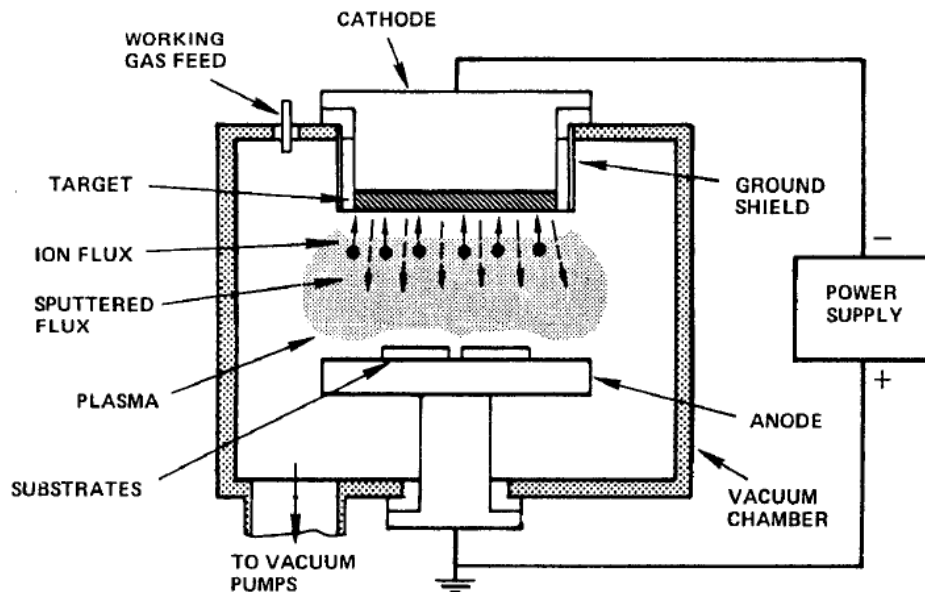 CATHODE
WORKING
GAS FEED
TARGET
GROUND
SHIELD
ION FLUX
−
SPUTTERED
FLUX
POWER
SUPPLY
+
PLASMA
ANODE
SUBSTRATES
VACUUM
CHAMBER
TO VACUUM
PUMPS